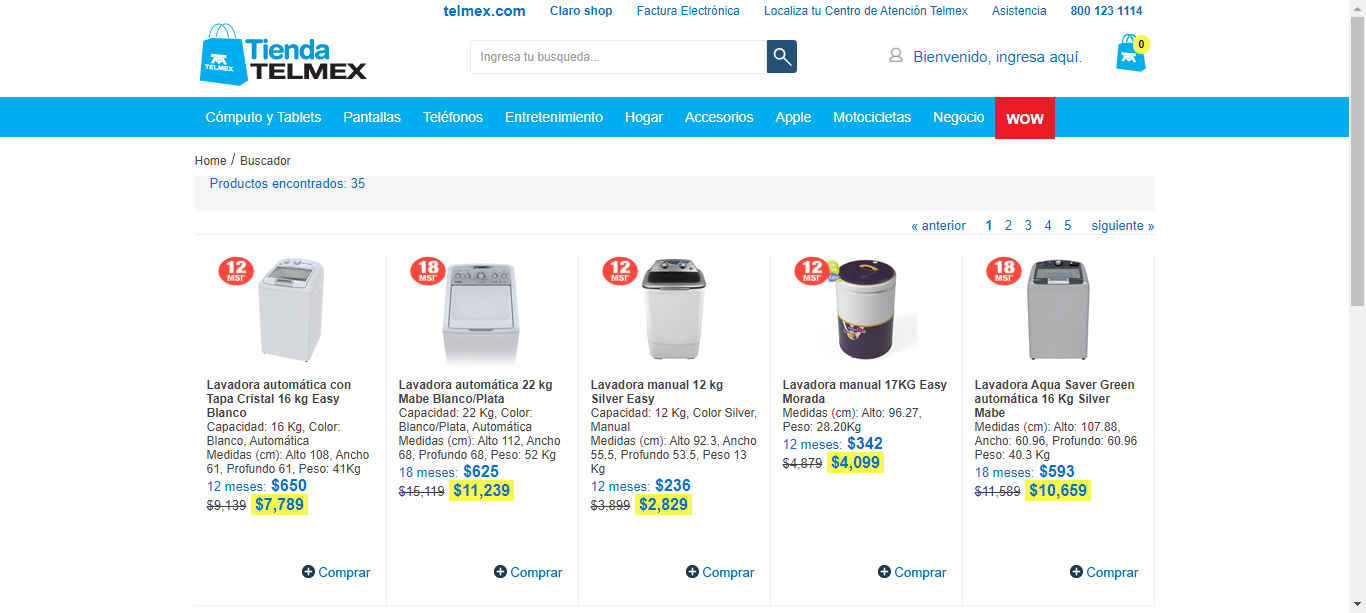 telmex.com Claro shop Factura Electrónica Localiza tu Centro de Atención Telmex Asistencia 800 123 1114
Tienda
TELMEX
TELMEX
Ingresa tu busqueda...
Bienvenido, ingresa aquí.
0
Cómputo y Tablets Pantallas Teléfonos Entretenimiento Hogar Accesorios Apple Motocicletas Negocio WOW
Home / Buscador
Productos encontrados: 35
« anterior 1 2 3 4 5 siguiente »
12
MSI*
Lavadora automática con
Tapa Cristal 16 kg Easy
Blanco
Capacidad: 16 Kg, Color:
Blanco, Automática
Medidas (cm): Alto 108, Ancho
61, Profundo 61, Peso: 41Kg
12 meses: $650
$9,139 $7,789
Comprar
18
MSI*
Lavadora automática 22 kg
Mabe Blanco/Plata
Capacidad: 22 Kg, Color:
Blanco/Plata, Automática
Medidas (cm): Alto 112, Ancho
68, Profundo 68, Peso: 52 Kg
18 meses: $625
$15,119 $11,239
Comprar
12
MSI*
Lavadora manual 12 kg
Silver Easy
Capacidad: 12 Kg, Color Silver,
Manual
Medidas (cm): Alto 92.3, Ancho
55.5, Profundo 53.5, Peso 13
Kg
12 meses: $236
$3,899 $2,829
Comprar
12
MSI*
Lavadora manual 17KG Easy
Morada
Medidas (cm): Alto: 96.27,
Peso: 28.20Kg
12 meses: $342
$4,879 $4,099
Comprar
18
MSI*
Lavadora Aqua Saver Green
automática 16 Kg Silver
Mabe
Medidas (cm): Alto: 107.88,
Ancho: 60.96, Profundo: 60.96
Peso: 40.3 Kg
18 meses: $593
$11,589 $10,659
Comprar